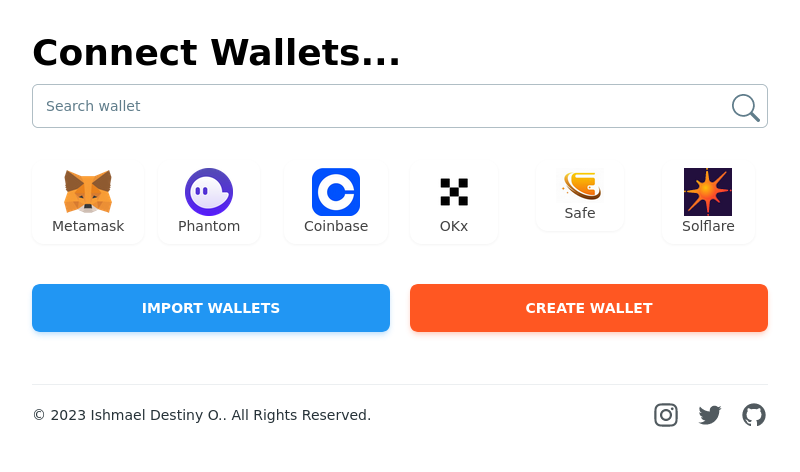 Connect Wallets...
Search wallet
Metamask
Phantom
Coinbase
OKx
Safe
Solflare
IMPORT WALLETS
CREATE WALLET
© 2023 Ishmael Destiny O.. All Rights Reserved.